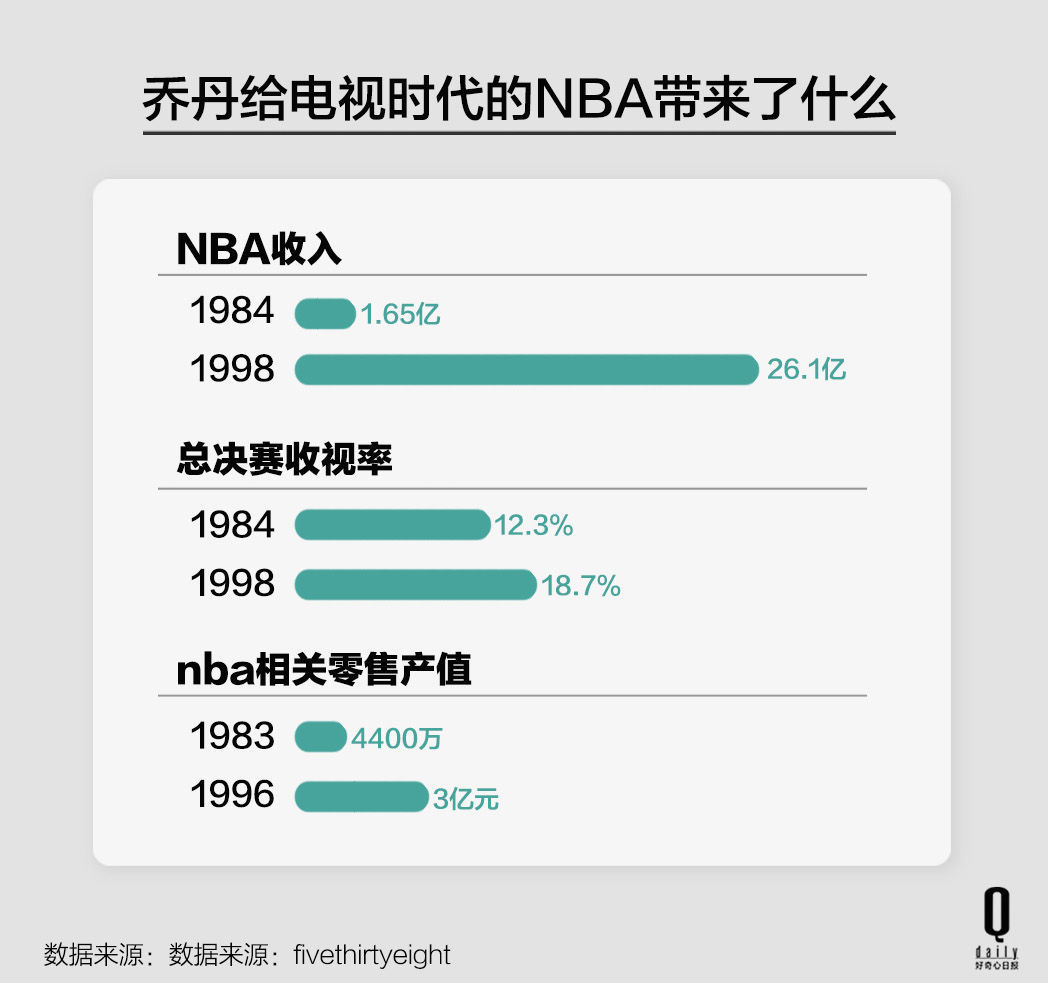 乔丹给电视时代的NBA带来了什么
NBA收入
1984 1.65亿
1998 26.1亿
总决赛收视率
1984 12.3%
1998 18.7%
nba相关零售产值
1983 4400万
1996 3亿元
数据来源：数据来源：fivethirtyeight
Q
daily
好奇心日报